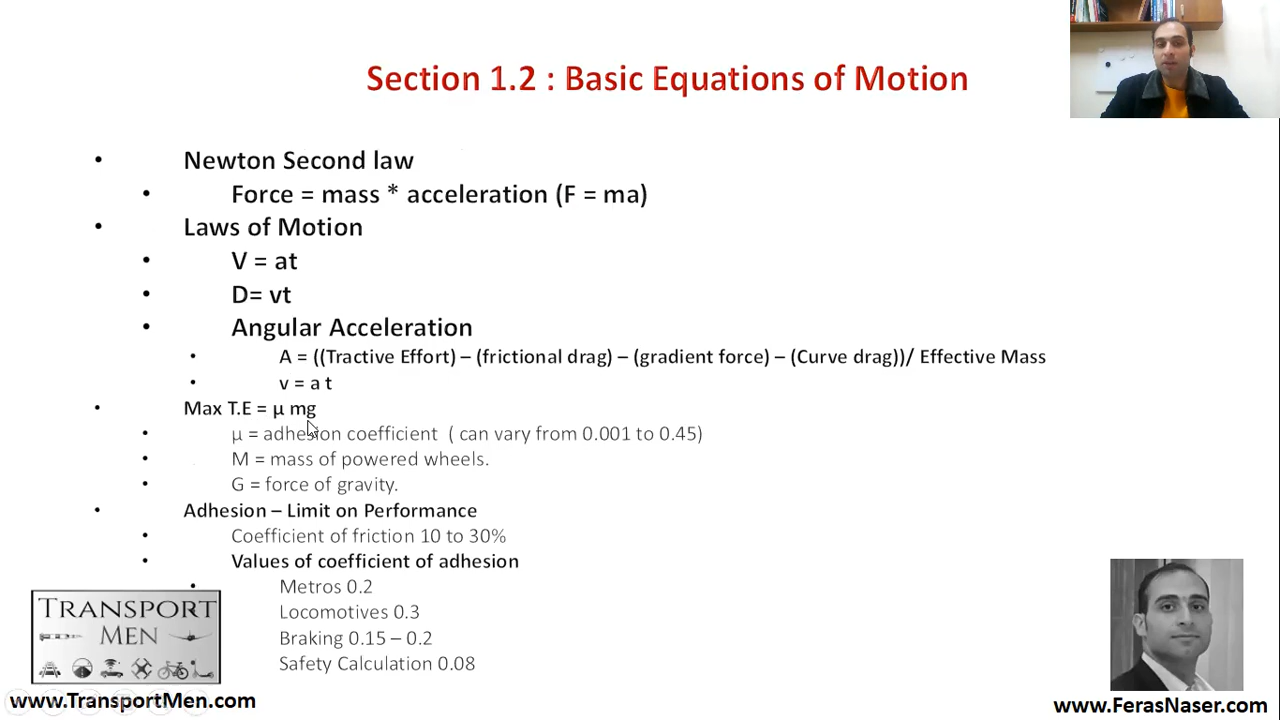 Section 1.2 : Basic Equations of Motion
• Newton Second law
• Force = mass * acceleration (F = ma)
• Laws of Motion
• V = at
• D= vt
• Angular Acceleration
• A = ((Tractive Effort) – (frictional drag) – (gradient force) – (Curve drag))/ Effective Mass
• v = a t
• Max T.E = µ mg
• µ = adhesion coefficient ( can vary from 0.001 to 0.45)
• M = mass of powered wheels.
• G = force of gravity.
• Adhesion – Limit on Performance
• Coefficient of friction 10 to 30%
• Values of coefficient of adhesion
• Metros 0.2
Locomotives 0.3
Braking 0.15 – 0.2
Safety Calculation 0.08
TRANSPORT
MEN
www.TransportMen.com
www.FerasNaser.com